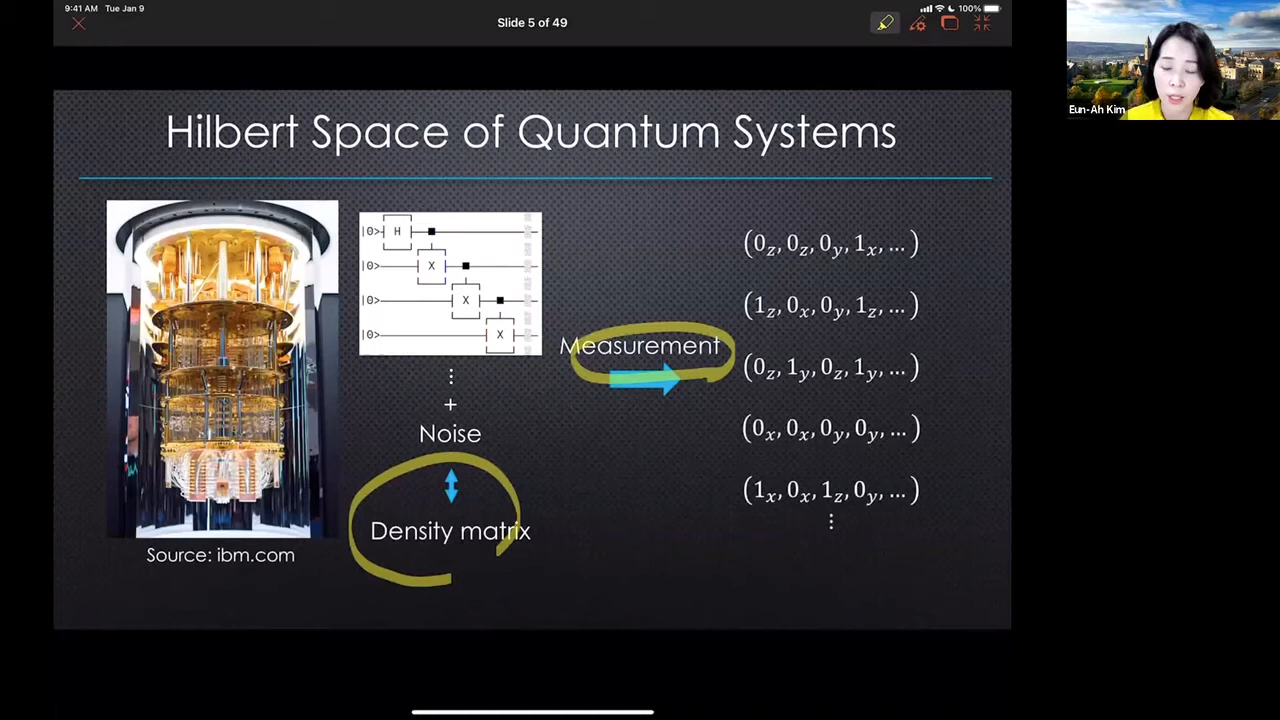 9:41 AM Tue Jan 9
Slide 5 of 49
100%
Eun-Ah Kim
Hilbert Space of Quantum Systems
|0> H
|0> X
|0> X
|0> X
⋮
+
Noise
Density matrix
Source: ibm.com
Measurement
(0_z, 0_z, 0_y, 1_x, ...)
(1_z, 0_x, 0_y, 1_z, ...)
(0_z, 1_y, 0_z, 1_y, ...)
(0_x, 0_x, 0_y, 0_y, ...)
(1_x, 0_x, 1_z, 0_y, ...)
⋮